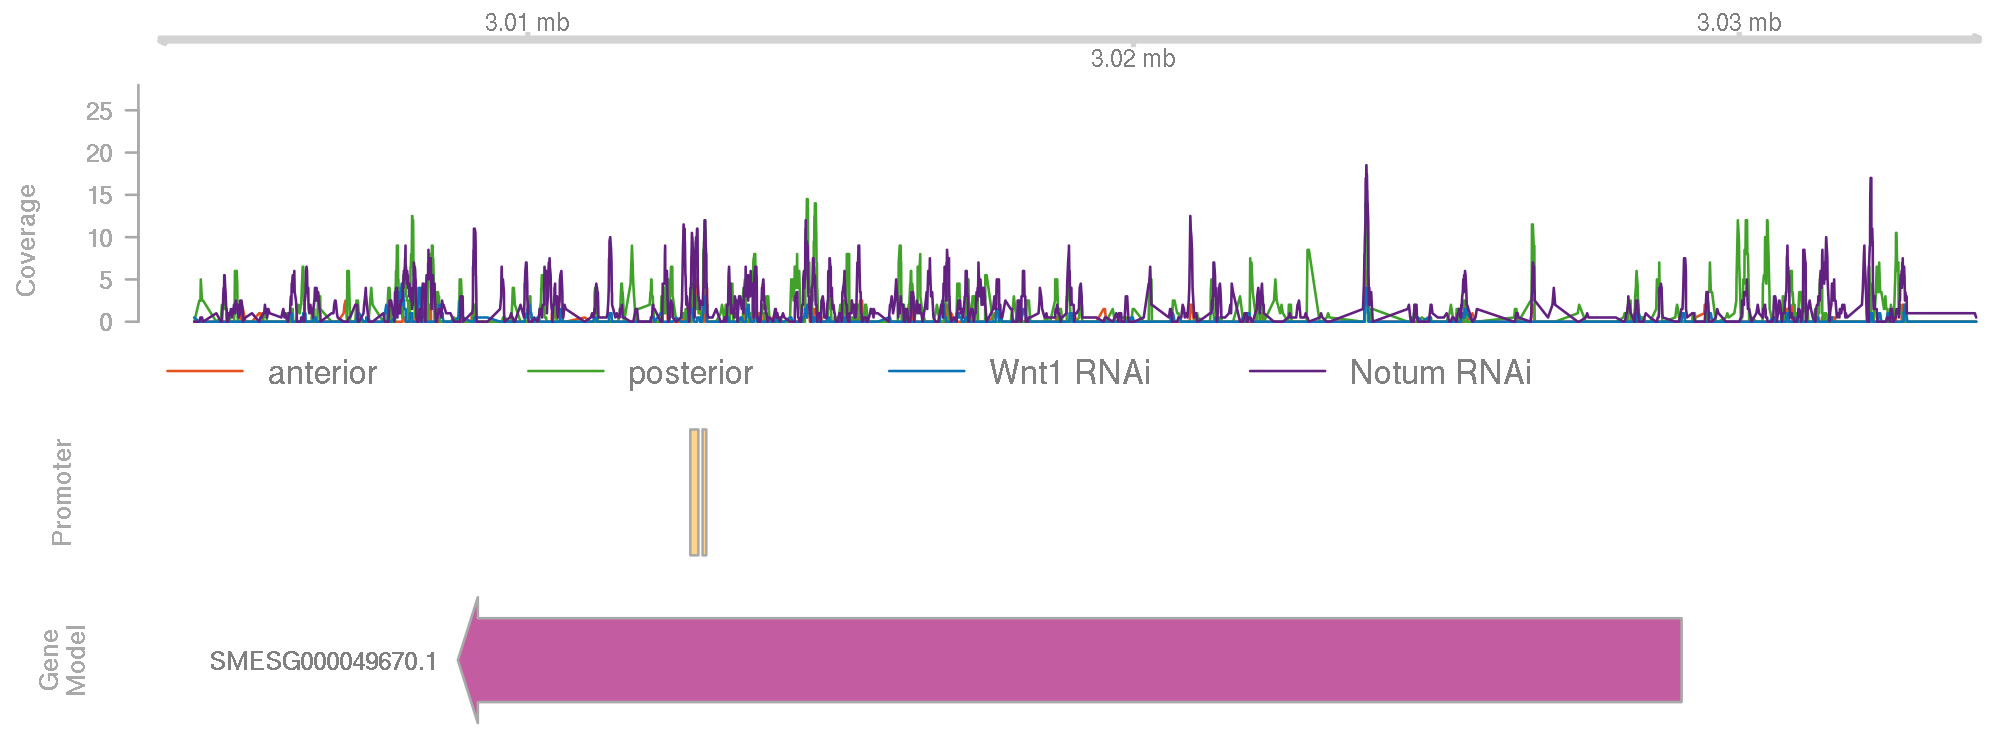 3.01 mb
3.03 mb
3.02 mb
Coverage
25
20
15
10
5
0
anterior posterior Wnt1 RNAi Notum RNAi
Promoter
Gene
Model
SMESG000049670.1